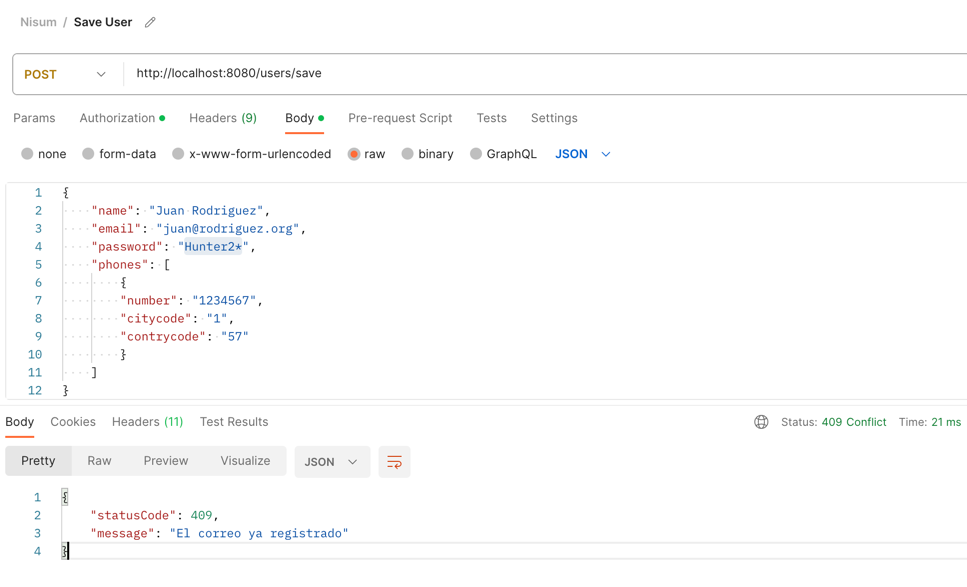 Nisum / Save User
POST http://localhost:8080/users/save
Params Authorization Headers (9) Body Pre-request Script Tests Settings
none form-data x-www-form-urlencoded raw binary GraphQL JSON
1 {
2 "name": "Juan Rodriguez",
3 "email": "juan@rodriguez.org",
4 "password": "Hunter2*",
5 "phones": [
6 {
7 "number": "1234567",
8 "citycode": "1",
9 "contrycode": "57"
10 }
11 ]
12 }
Body Cookies Headers (11) Test Results Status: 409 Conflict Time: 21 ms
Pretty Raw Preview Visualize JSON
1 {
2 "statusCode": 409,
3 "message": "El correo ya registrado"
4 }